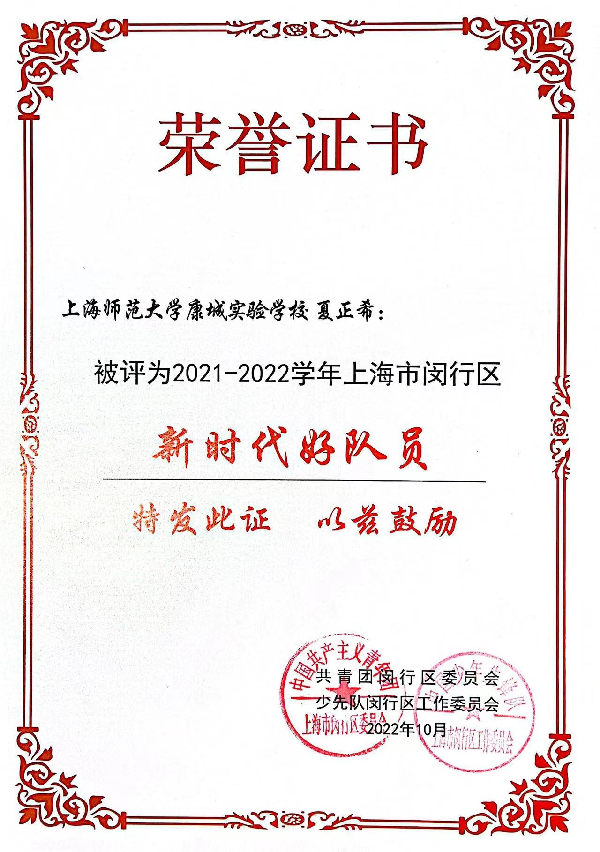 荣誉证书
上海师范大学康城实验学校 夏正希：
被评为2021-2022学年上海市闵行区
新时代好队员
特发此证 以兹鼓励
中国共产主义青年团
共青团闵行区委员会
少先队闵行区工作委员会
上海市闵行区委员会
2022年10月
上海市闵行区工作委员会